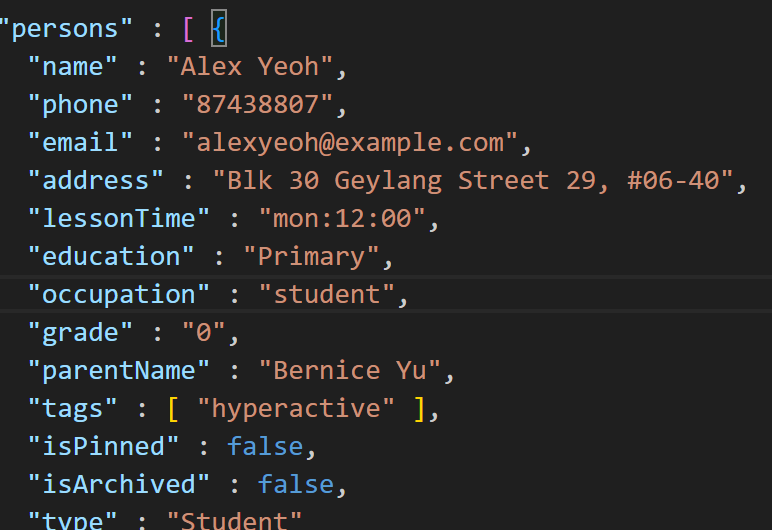 "persons" : [ {
"name" : "Alex Yeoh",
"phone" : "87438807",
"email" : "alexyeoh@example.com",
"address" : "Blk 30 Geylang Street 29, #06-40",
"lessonTime" : "mon:12:00",
"education" : "Primary",
"occupation" : "student",
"grade" : "0",
"parentName" : "Bernice Yu",
"tags" : [ "hyperactive" ],
"isPinned" : false,
"isArchived" : false,
"type" : "Student"